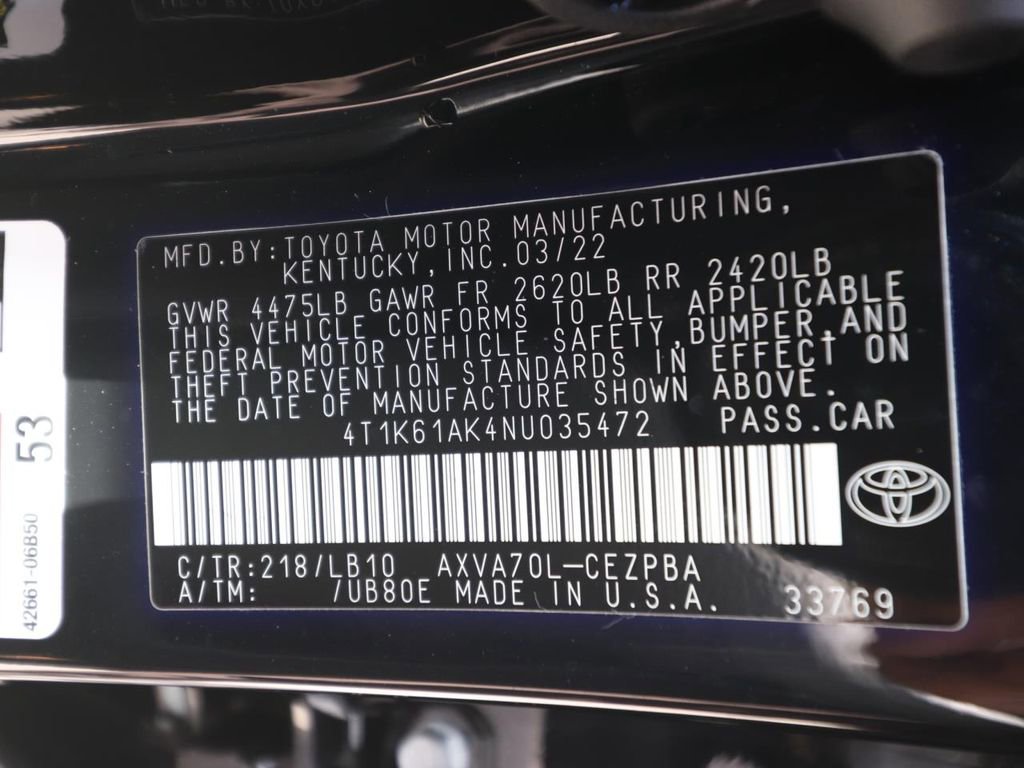 MFD.BY:TOYOTA MOTOR MANUFACTURING,
KENTUCKY,INC.03/22
GVWR 4475LB GAWR FR 2620LB RR 2420LB
THIS VEHICLE CONFORMS TO ALL APPLICABLE
FEDERAL MOTOR VEHICLE SAFETY,BUMPER,AND
THEFT PREVENTION STANDARDS IN EFFECT ON
THE DATE OF MANUFACTURE SHOWN ABOVE.
4T1K61AK4NU035472 PASS.CAR
C/TR:218/LB10 AXVA70L-CEZPBA
A/TM: /UB80E MADE IN U.S.A. 33769
53
42661-06B50